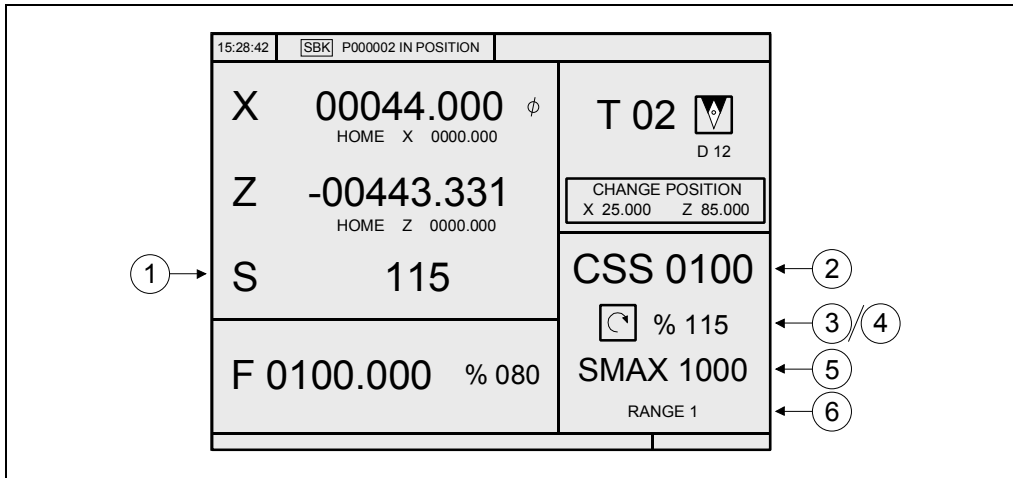 15:28:42 SBK P000002 IN POSITION
X 00044.000 ϕ
HOME X 0000.000
Z -00443.331
HOME Z 0000.000
S 115
F 0100.000 % 080
T 02
D 12
CHANGE POSITION
X 25.000 Z 85.000
CSS 0100
% 115
SMAX 1000
RANGE 1
1
2
3/4
5
6